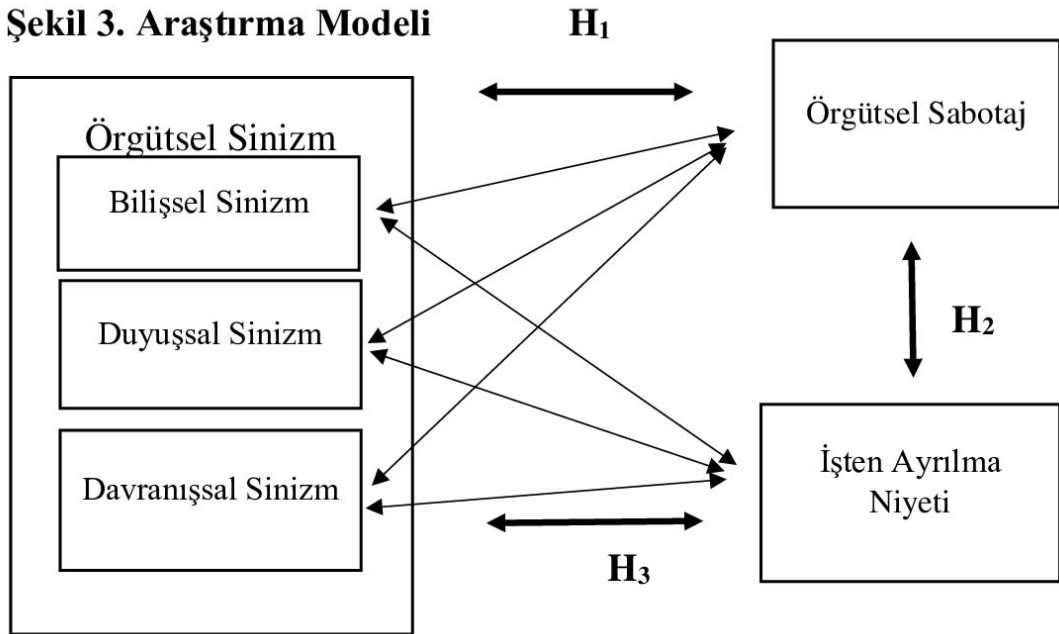 Şekil 3. Araştırma Modeli
H₁
Örgütsel Sinizm
Bilişsel Sinizm
Duyuşsal Sinizm
Davranışsal Sinizm
Örgütsel Sabotaj
H₂
İşten Ayrılma
Niyeti
H₃